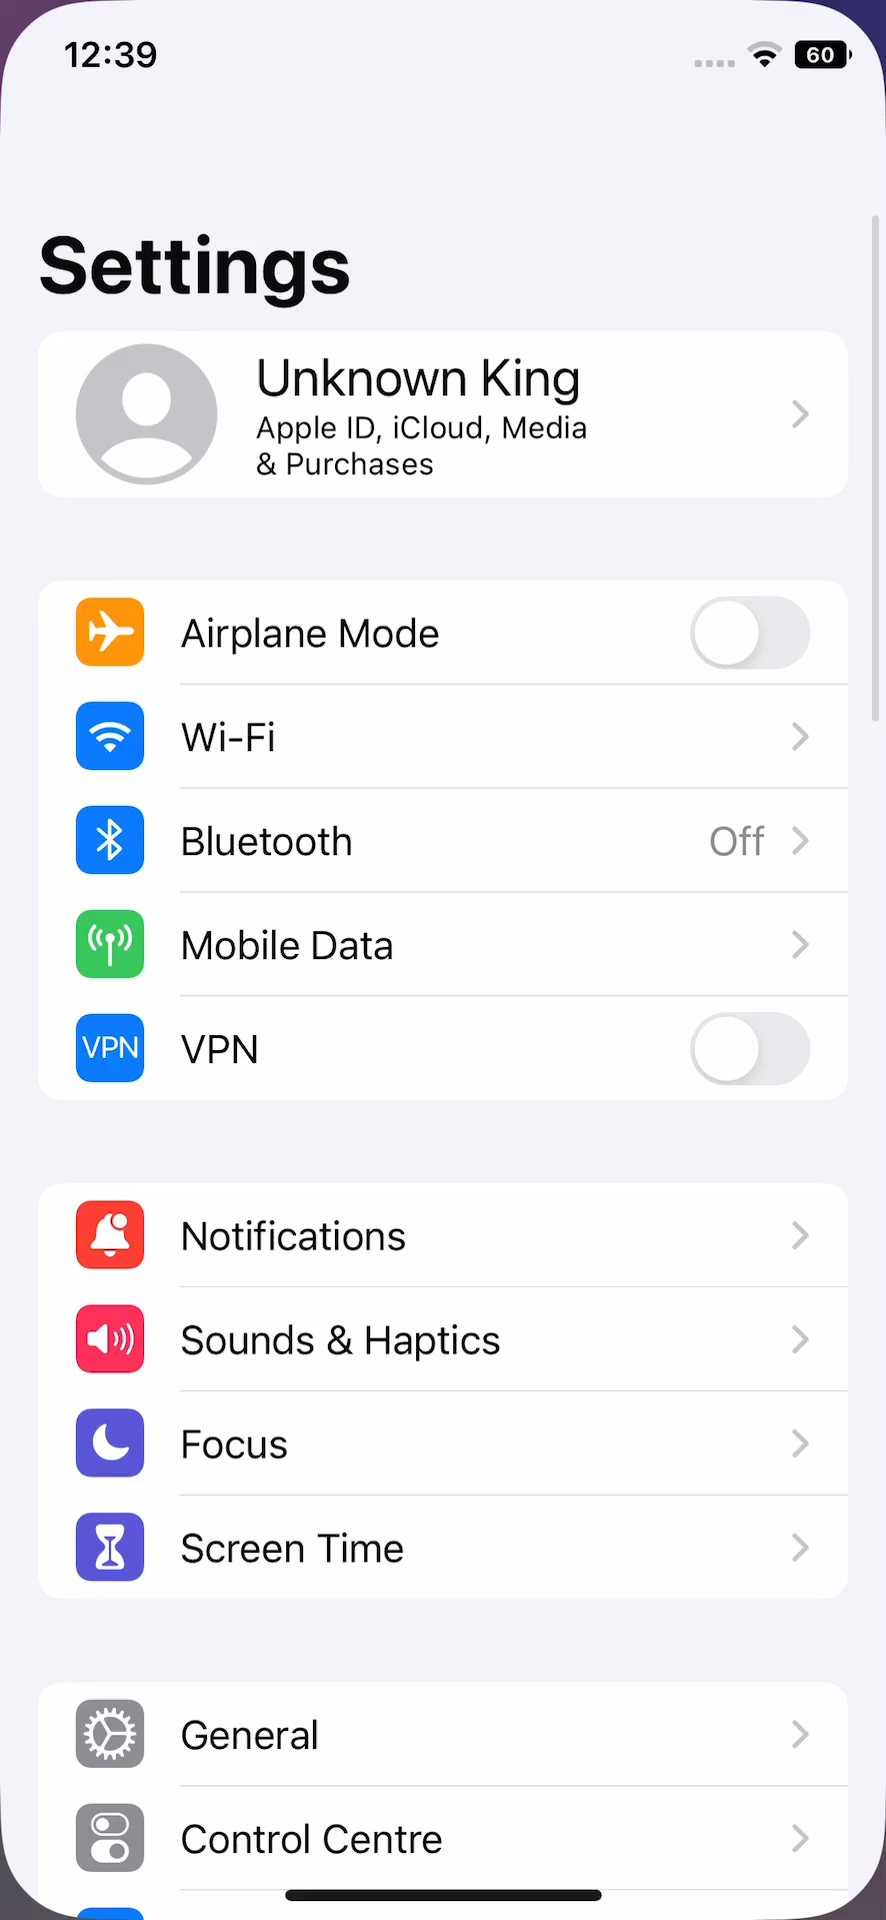 12:39
60
Settings
Unknown King
Apple ID, iCloud, Media
& Purchases
Airplane Mode
Wi-Fi
Bluetooth Off
Mobile Data
VPN VPN
Notifications
Sounds & Haptics
Focus
Screen Time
General
Control Centre